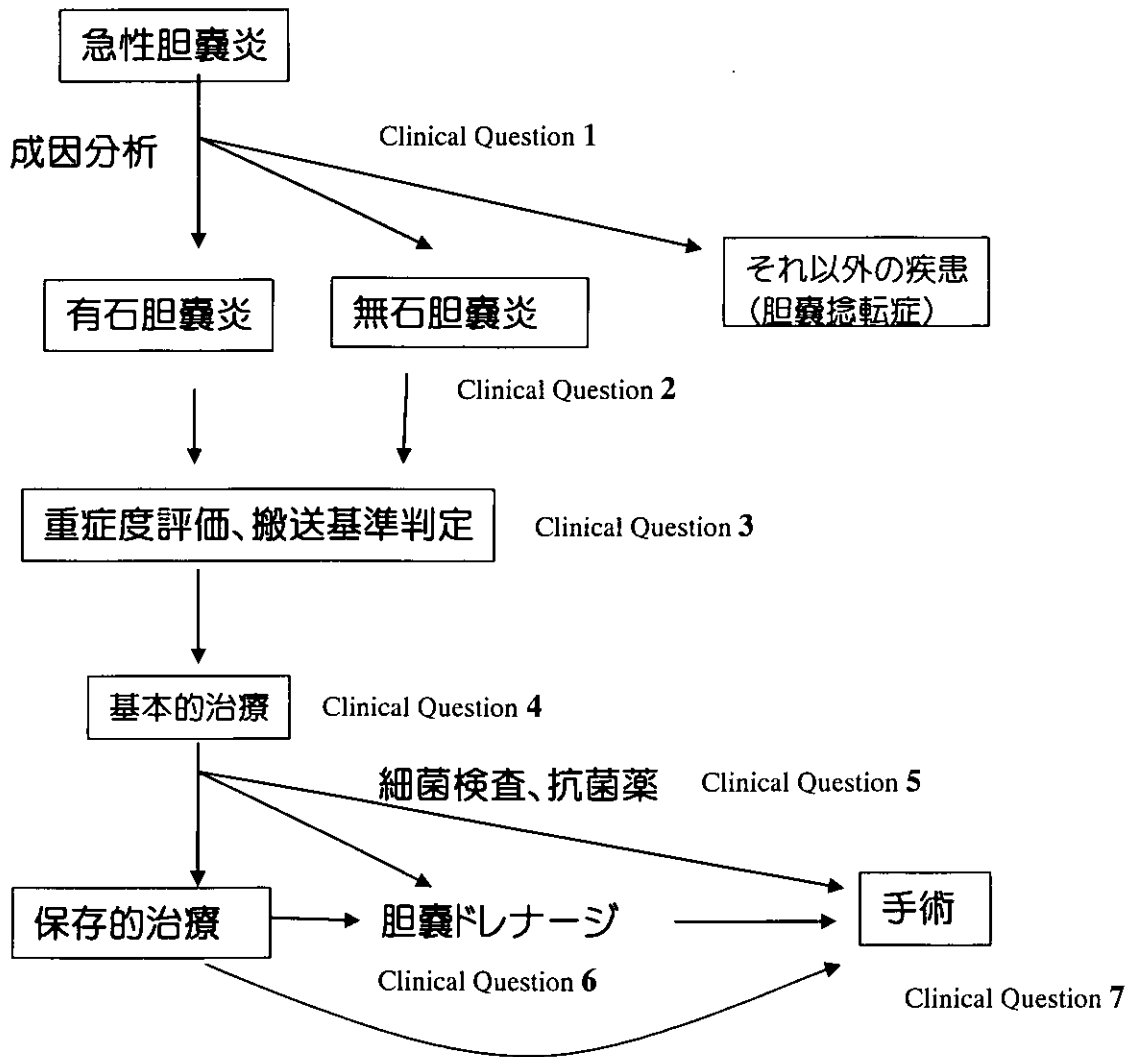 急性胆嚢炎
Clinical Question 1
成因分析
それ以外の疾患
(胆嚢捻転症)
有石胆嚢炎
無石胆嚢炎
Clinical Question 2
重症度評価、搬送基準判定
Clinical Question 3
基本的治療
Clinical Question 4
細菌検査、抗菌薬
Clinical Question 5
保存的治療
胆嚢ドレナージ
手術
Clinical Question 6
Clinical Question 7